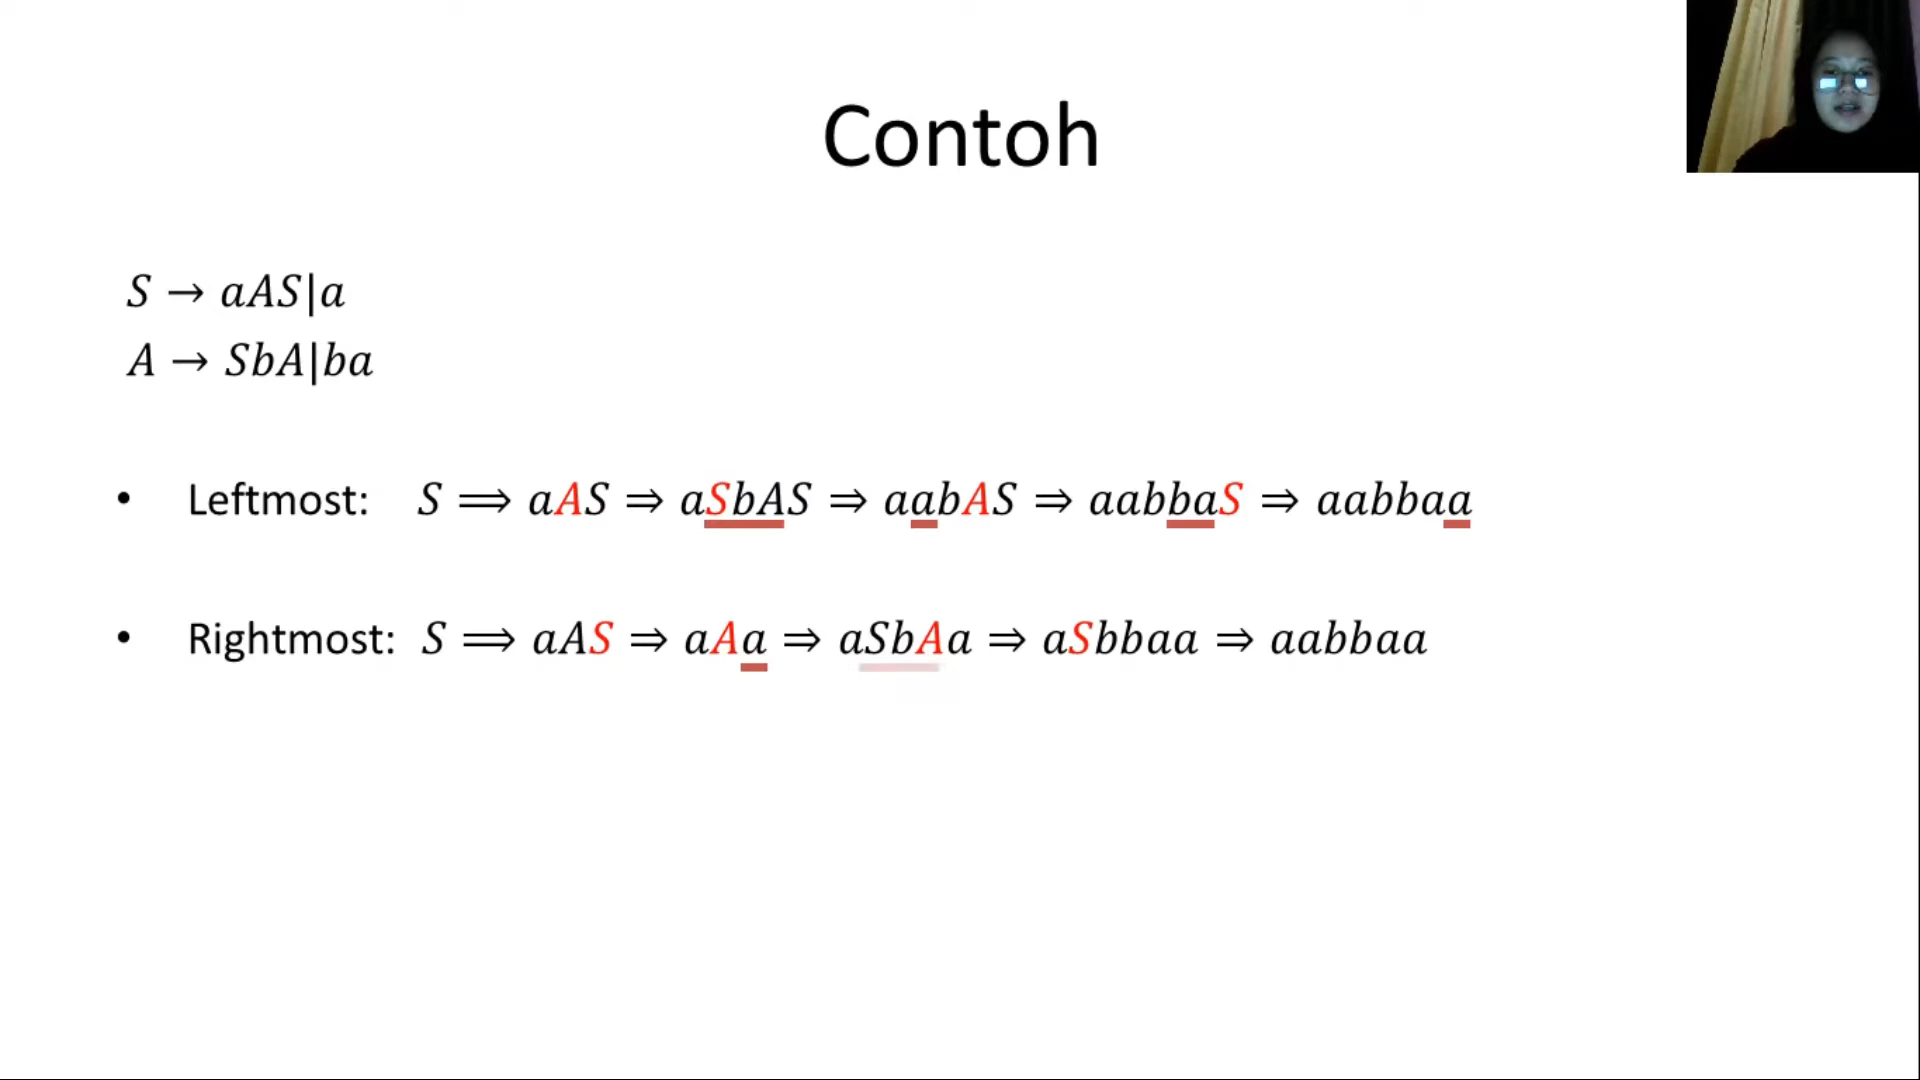 Contoh
S → aAS|a
A → SbA|ba
• Leftmost: S ⟹ aAS ⇒ aSbAS ⇒ aabAS ⇒ aabbaS ⇒ aabbaa
• Rightmost: S ⟹ aAS ⇒ aAa ⇒ aSbAa ⇒ aSbbaa ⇒ aabbaa